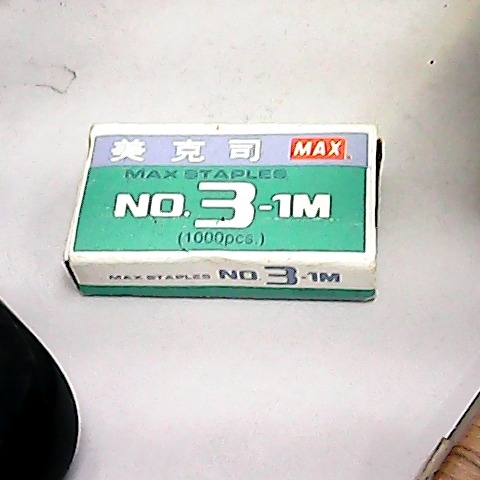 美克司 MAX
MAX STAPLES
NO.3-1M
(1000pcs.)
MAX STAPLES NO.3-1M